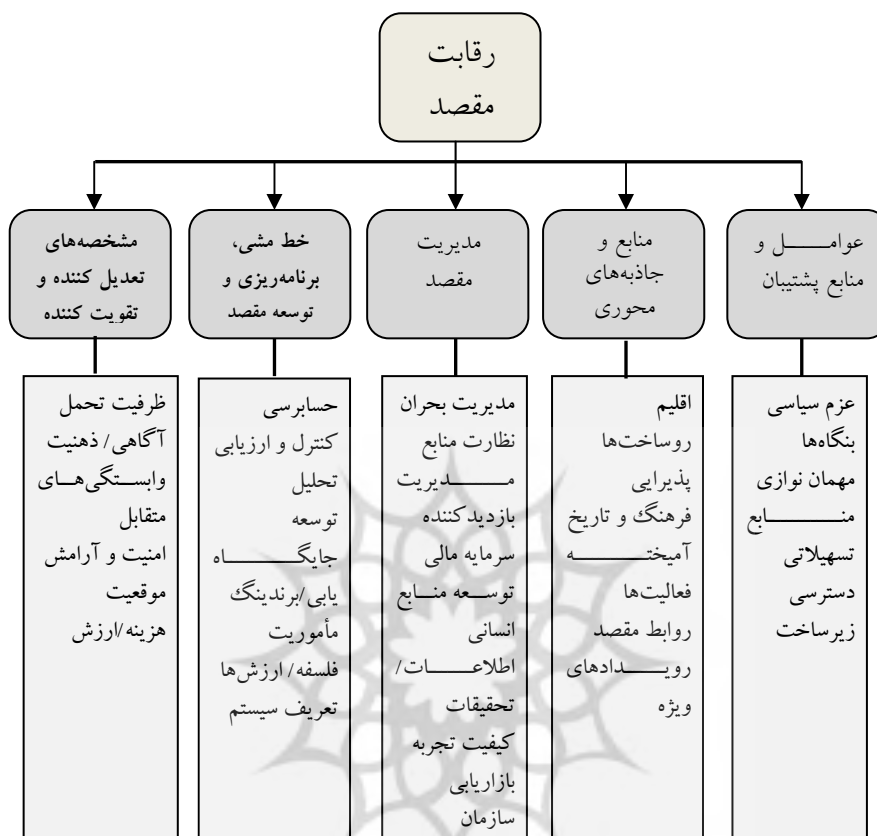 رقابت
مقصد
عوامل و
منابع پشتیبان
منابع و
جاذبه‌های
محوری
مدیریت
مقصد
خط مشی،
برنامه‌ریزی و
توسعه مقصد
مشخصه‌های
تعدیل کننده و
تقویت کننده
عزم سیاسی
بنگاه‌ها
مهمان نوازی
منابع
تسهیلاتی
دسترسی
زیرساخت
اقلیم
روساخت‌ها
پذیرایی
فرهنگ و تاریخ
آمیخته
فعالیت‌ها
روابط مقصد
رویدادهای
ویژه
مدیریت بحران
نظارت منابع
مدیریت
بازدیدکننده
سرمایه مالی
توسعه منابع
انسانی
اطلاعات/
تحقیقات
کیفیت تجربه
بازاریابی
سازمان
حسابرسی
کنترل و ارزیابی
تحلیل
توسعه
جایگاه
یابی/برندینگ
مأموریت
فلسفه/ ارزش‌ها
تعریف سیستم
ظرفیت تحمل
آگاهی/ ذهنیت
وابستگی‌های
متقابل
امنیت و آرامش
موقعیت
هزینه/ارزش